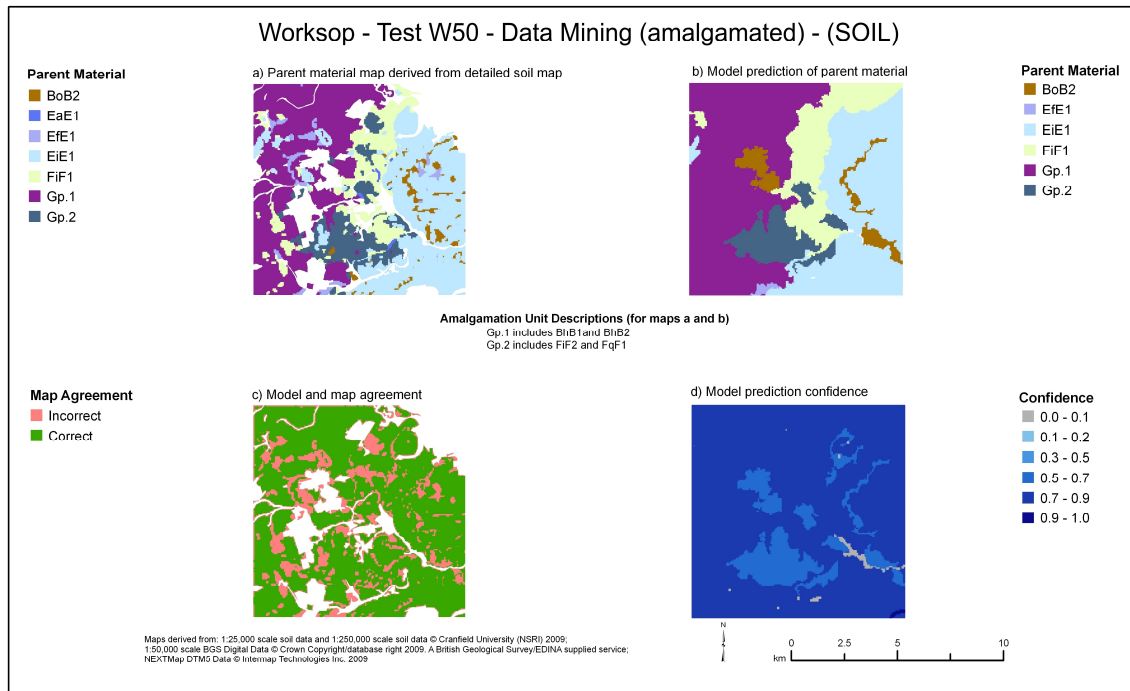 Worksop - Test W50 - Data Mining (amalgamated) - (SOIL)
Parent Material
BoB2
EaE1
EfE1
EiE1
FiF1
Gp.1
Gp.2
a) Parent material map derived from detailed soil map
b) Model prediction of parent material
Parent Material
BoB2
EfE1
EiE1
FiF1
Gp.1
Gp.2
Amalgamation Unit Descriptions (for maps a and b)
Gp.1 includes BhB1and BhB2
Gp.2 includes FiF2 and FqF1
Map Agreement
Incorrect
Correct
c) Model and map agreement
d) Model prediction confidence
Confidence
0.0 - 0.1
0.1 - 0.2
0.3 - 0.5
0.5 - 0.7
0.7 - 0.9
0.9 - 1.0
Maps derived from: 1:25,000 scale soil data and 1:250,000 scale soil data © Cranfield University (NSRI) 2009;
1:50,000 scale BGS Digital Data © Crown Copyright/database right 2009. A British Geological Survey/EDINA supplied service;
NEXTMap DTM5 Data © Intermap Technologies Inc. 2009
N
0 2.5 5 10
km